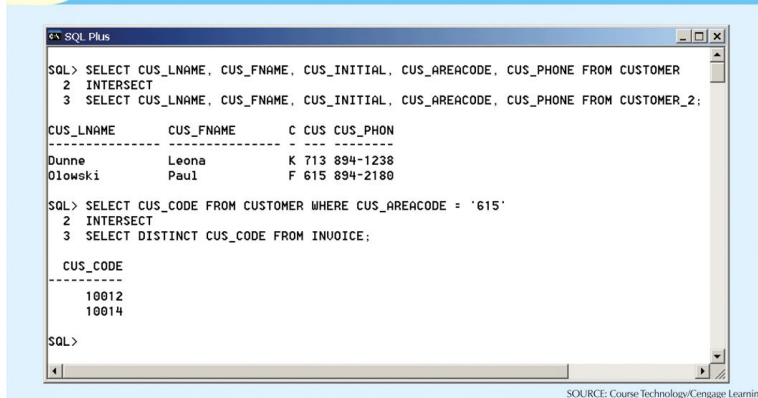 SQL Plus
SQL> SELECT CUS_LNAME, CUS_FNAME, CUS_INITIAL, CUS_AREACODE, CUS_PHONE FROM CUSTOMER
2 INTERSECT
3 SELECT CUS_LNAME, CUS_FNAME, CUS_INITIAL, CUS_AREACODE, CUS_PHONE FROM CUSTOMER_2;
CUS_LNAME CUS_FNAME C CUS CUS_PHON
--------------- --------------- - --- --------
Dunne Leona K 713 894-1238
Olowski Paul F 615 894-2180
SQL> SELECT CUS_CODE FROM CUSTOMER WHERE CUS_AREACODE = '615'
2 INTERSECT
3 SELECT DISTINCT CUS_CODE FROM INVOICE;
CUS_CODE
----------
10012
10014
SQL>
SOURCE: Course Technology/Cengage Learnin